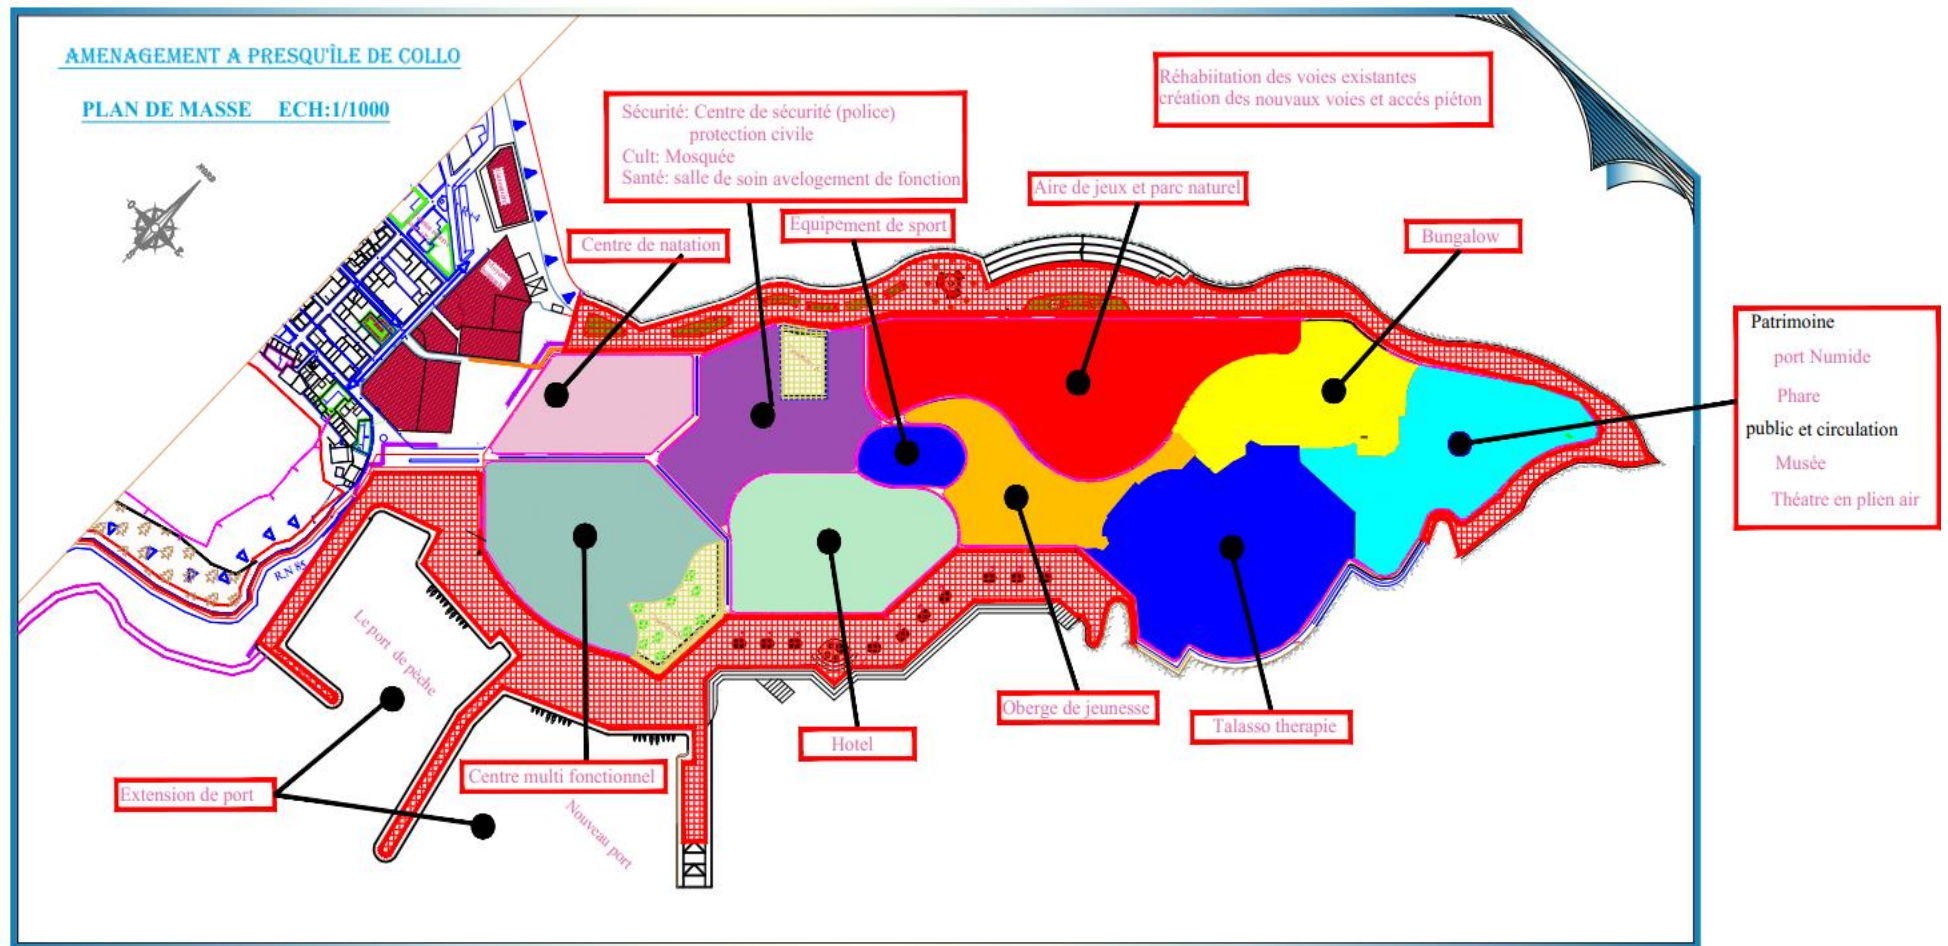 AMENAGEMENT A PRESQU'ÎLE DE COLLO
PLAN DE MASSE ECH:1/1000
NORD
Réhabiitation des voies existantes
création des nouvaux voies et accés piéton
Sécurité: Centre de sécurité (police)
protection civile
Cult: Mosquée
Santé: salle de soin avelogement de fonction
Aire de jeux et parc naturel
Equipement de sport
Centre de natation
Bungalow
Patrimoine
port Numide
Phare
public et circulation
Musée
Théatre en plien air
R.N 85
Le port de pêche
Oberge de jeunesse
Talasso therapie
Hotel
Centre multi fonctionnel
Extension de port
Nouveau port